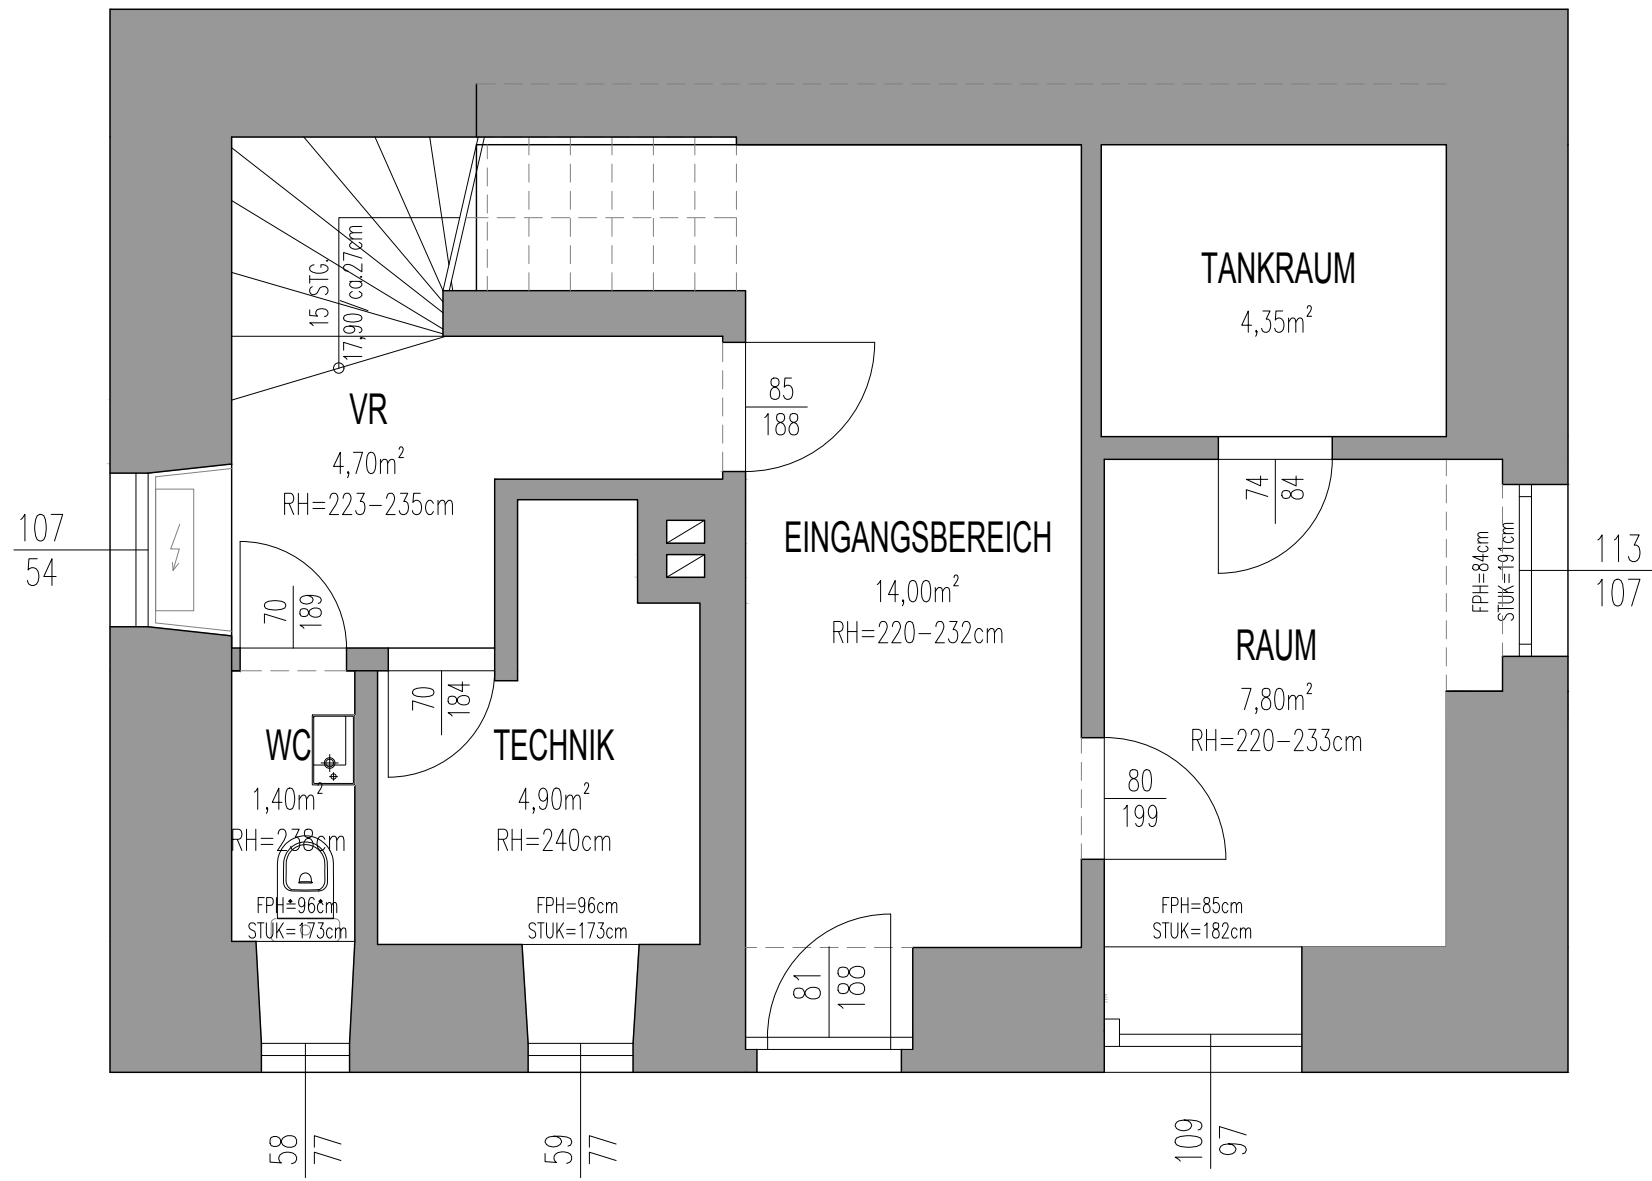 15 STG.
17,90/ca.27cm
TANKRAUM
4,35m²
VR
4,70m²
RH=223-235cm
85
188
74
84
107
54
EINGANGSBEREICH
14,00m²
RH=220-232cm
FPH=84cm
STUK=191cm
113
107
70
189
RAUM
7,80m²
RH=220-233cm
70
184
WC
1,40m²
RH=238cm
FPH=96cm
STUK=173cm
TECHNIK
4,90m²
RH=240cm
FPH=96cm
STUK=173cm
80
199
FPH=85cm
STUK=182cm
81
188
58
77
59
77
109
97